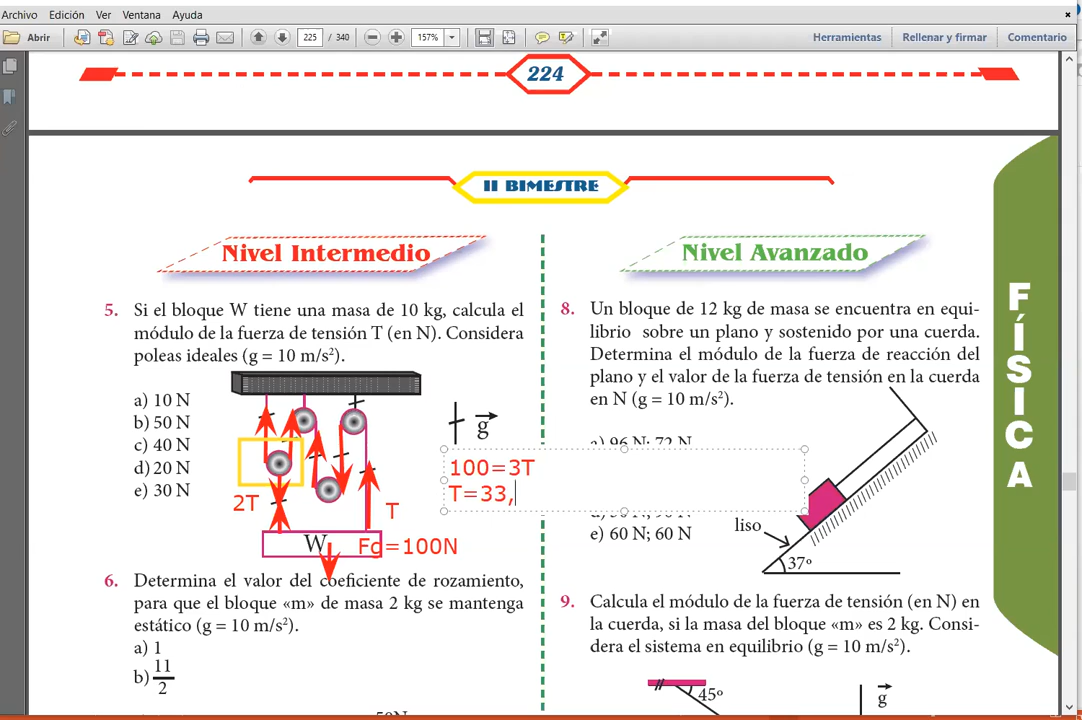 Archivo Edición Ver Ventana Ayuda
Abrir 225 / 340 157% Herramientas Rellenar y firmar Comentario
224
II BIMESTRE
Nivel Intermedio
5. Si el bloque W tiene una masa de 10 kg, calcula el
módulo de la fuerza de tensión T (en N). Considera
poleas ideales (g = 10 m/s²).
a) 10 N
b) 50 N
c) 40 N
d) 20 N
e) 30 N
g
100=3T
T=33,
2T
T
W
Fg=100N
6. Determina el valor del coeficiente de rozamiento,
para que el bloque «m» de masa 2 kg se mantenga
estático (g = 10 m/s²).
a) 1
b) 11/2
50N
Nivel Avanzado
8. Un bloque de 12 kg de masa se encuentra en equi-
librio sobre un plano y sostenido por una cuerda.
Determina el módulo de la fuerza de reacción del
plano y el valor de la fuerza de tensión en la cuerda
en N (g = 10 m/s²).
a) 96 N; 72 N
e) 60 N; 60 N
liso
37º
9. Calcula el módulo de la fuerza de tensión (en N) en
la cuerda, si la masa del bloque «m» es 2 kg. Consi-
dera el sistema en equilibrio (g = 10 m/s²).
45º
g
FÍSICA